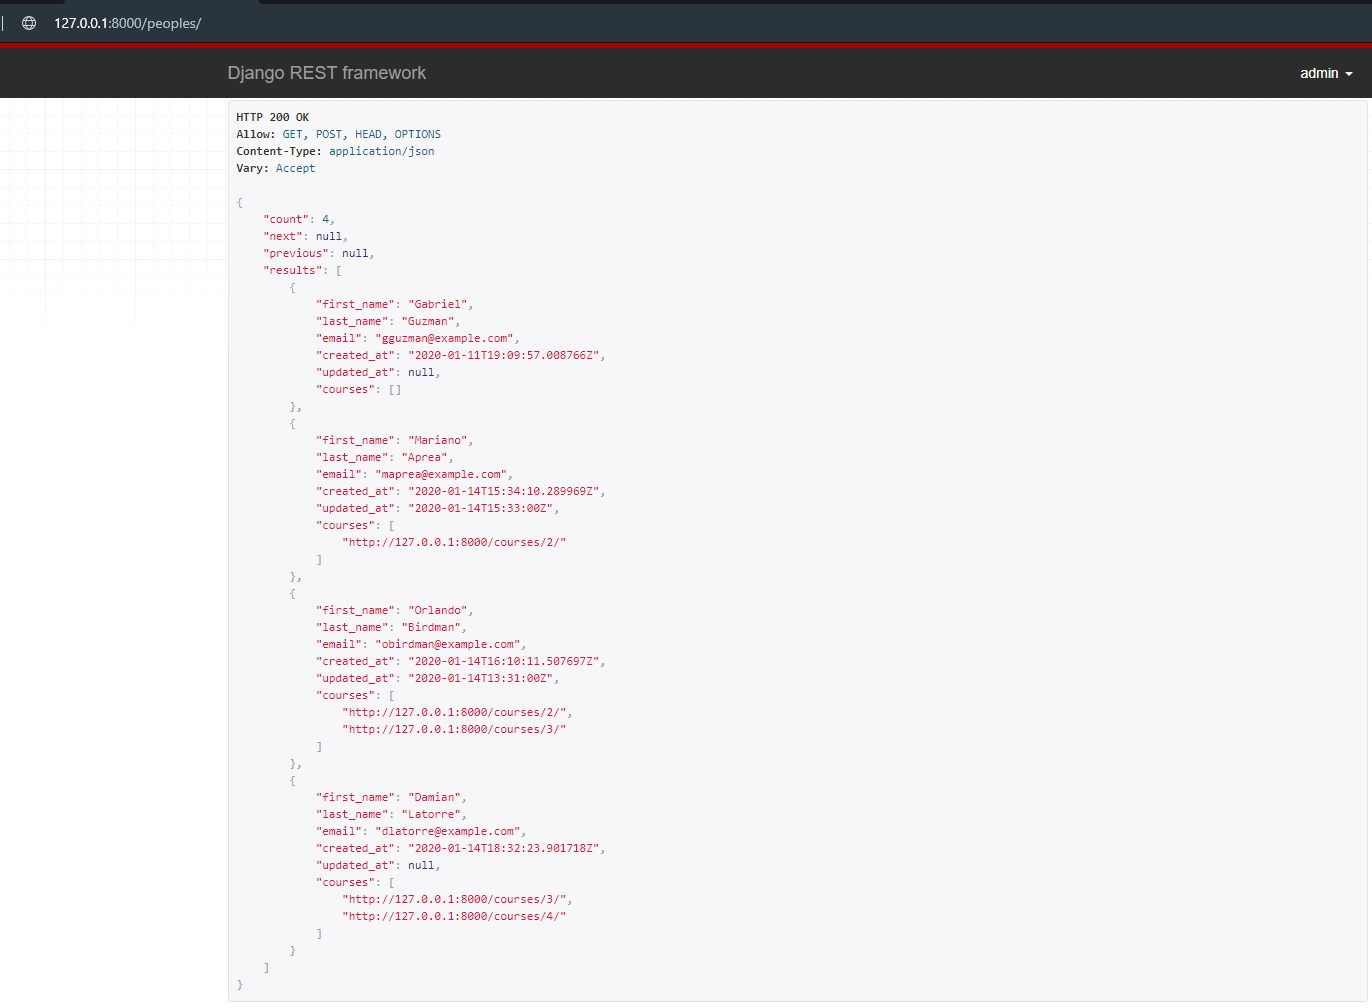 127.0.0.1:8000/peoples/
Django REST framework
admin
HTTP 200 OK
Allow: GET, POST, HEAD, OPTIONS
Content-Type: application/json
Vary: Accept
{
"count": 4,
"next": null,
"previous": null,
"results": [
{
"first_name": "Gabriel",
"last_name": "Guzman",
"email": "gguzman@example.com",
"created_at": "2020-01-11T19:09:57.008766Z",
"updated_at": null,
"courses": []
},
{
"first_name": "Mariano",
"last_name": "Aprea",
"email": "maprea@example.com",
"created_at": "2020-01-14T15:34:10.289969Z",
"updated_at": "2020-01-14T15:33:00Z",
"courses": [
"http://127.0.0.1:8000/courses/2/"
]
},
{
"first_name": "Orlando",
"last_name": "Birdman",
"email": "obirdman@example.com",
"created_at": "2020-01-14T16:10:11.507697Z",
"updated_at": "2020-01-14T13:31:00Z",
"courses": [
"http://127.0.0.1:8000/courses/2/",
"http://127.0.0.1:8000/courses/3/"
]
},
{
"first_name": "Damian",
"last_name": "Latorre",
"email": "dlatorre@example.com",
"created_at": "2020-01-14T18:32:23.901718Z",
"updated_at": null,
"courses": [
"http://127.0.0.1:8000/courses/3/",
"http://127.0.0.1:8000/courses/4/"
]
}
]
}